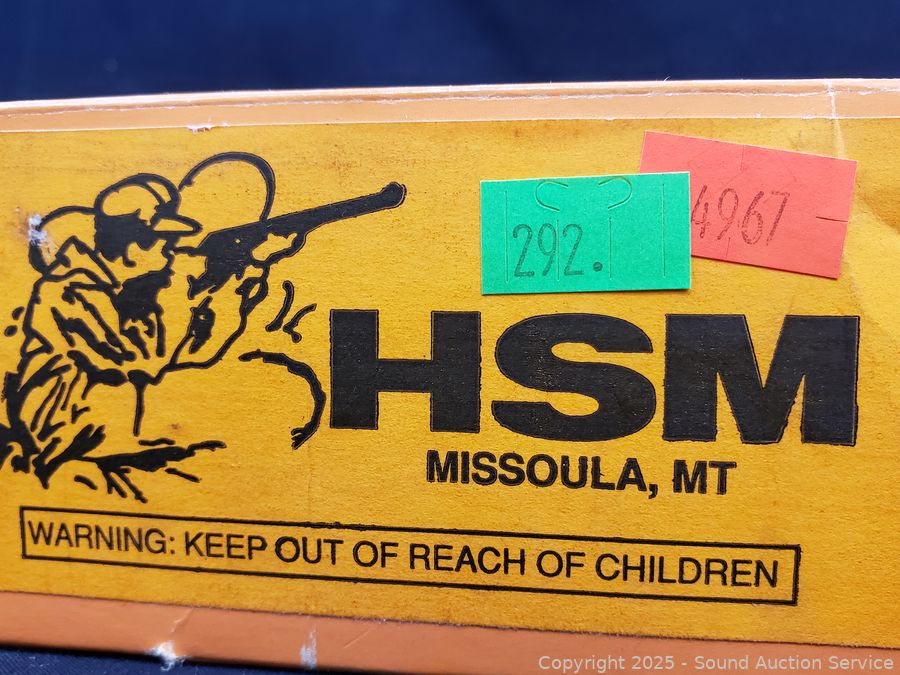 4967
292.
HSM
MISSOULA, MT
WARNING: KEEP OUT OF REACH OF CHILDREN
Copyright 2025 - Sound Auction Service